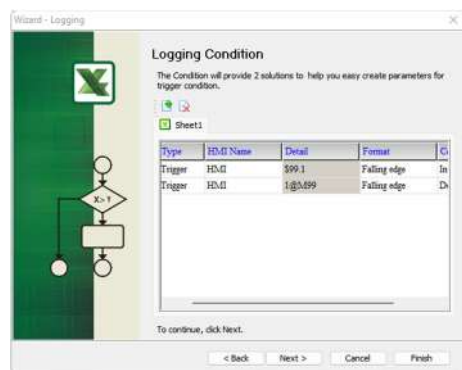 Wizard - Logging
Logging Condition
The Condition will provide 2 solutions to help you easy create parameters for
trigger condition.
Sheet1
Type HMI Name Detail Format
Trigger HMI $99.1 Falling edge In
Trigger HMI 1@M99 Falling edge
X> Y
To continue, click Next.
< Back Next > Cancel Finish